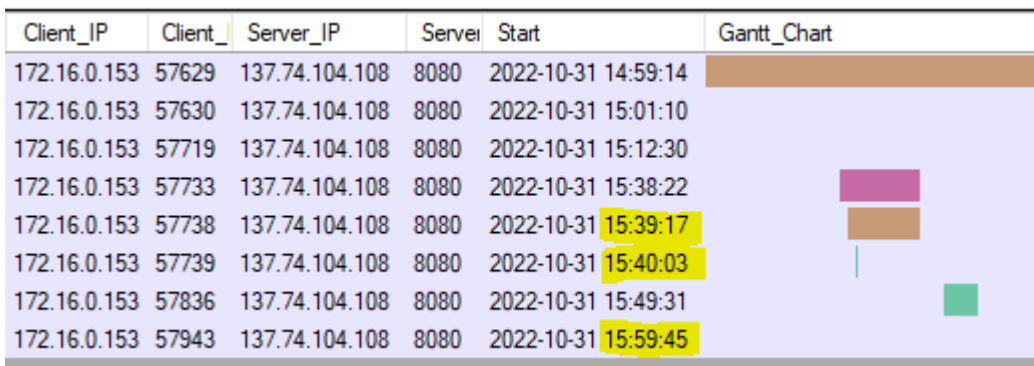 Client_IP Client_ Server_IP Server Start Gantt_Chart
172.16.0.153 57629 137.74.104.108 8080 2022-10-31 14:59:14
172.16.0.153 57630 137.74.104.108 8080 2022-10-31 15:01:10
172.16.0.153 57719 137.74.104.108 8080 2022-10-31 15:12:30
172.16.0.153 57733 137.74.104.108 8080 2022-10-31 15:38:22
172.16.0.153 57738 137.74.104.108 8080 2022-10-31 15:39:17
172.16.0.153 57739 137.74.104.108 8080 2022-10-31 15:40:03
172.16.0.153 57836 137.74.104.108 8080 2022-10-31 15:49:31
172.16.0.153 57943 137.74.104.108 8080 2022-10-31 15:59:45